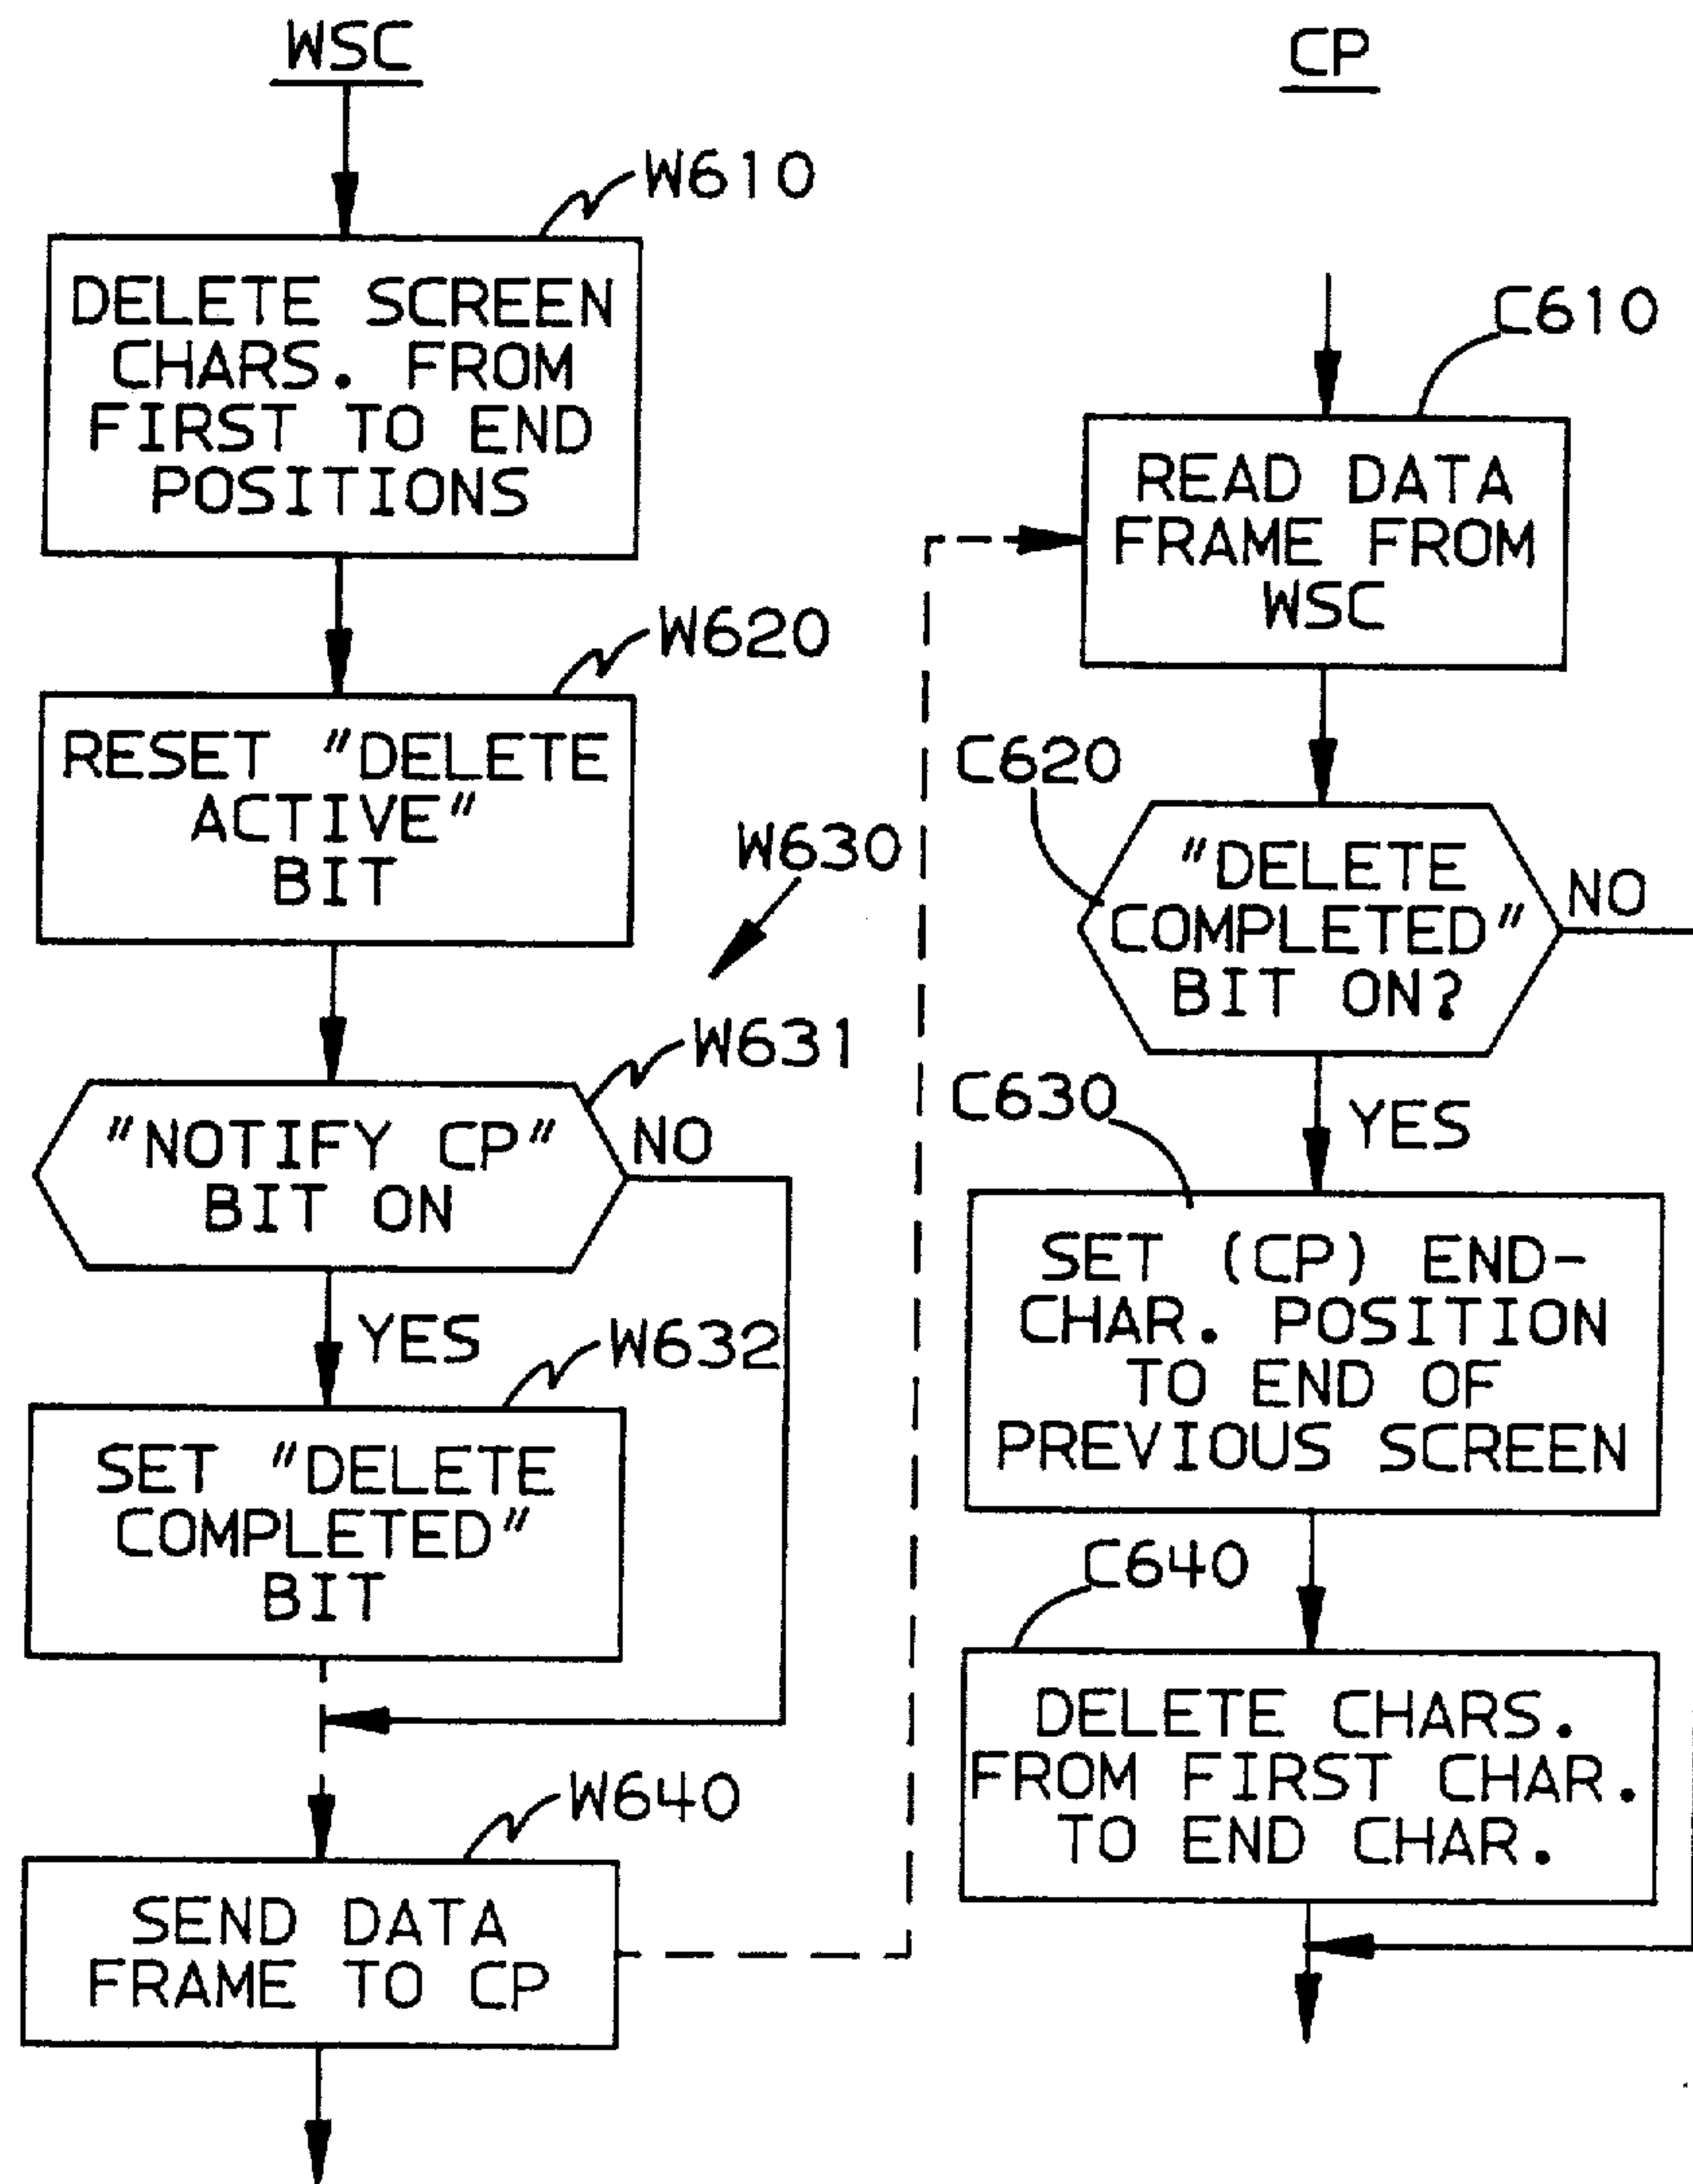 WSC
W610
DELETE SCREEN
CHARS. FROM
FIRST TO END
POSITIONS
W620
RESET "DELETE
ACTIVE"
BIT
W630
W631
"NOTIFY CP"
BIT ON
NO
YES
W632
SET "DELETE
COMPLETED"
BIT
W640
SEND DATA
FRAME TO CP
CP
C610
READ DATA
FRAME FROM
WSC
C620
"DELETE
COMPLETED"
BIT ON?
NO
YES
C630
SET (CP) END-
CHAR. POSITION
TO END OF
PREVIOUS SCREEN
C640
DELETE CHARS.
FROM FIRST CHAR.
TO END CHAR.